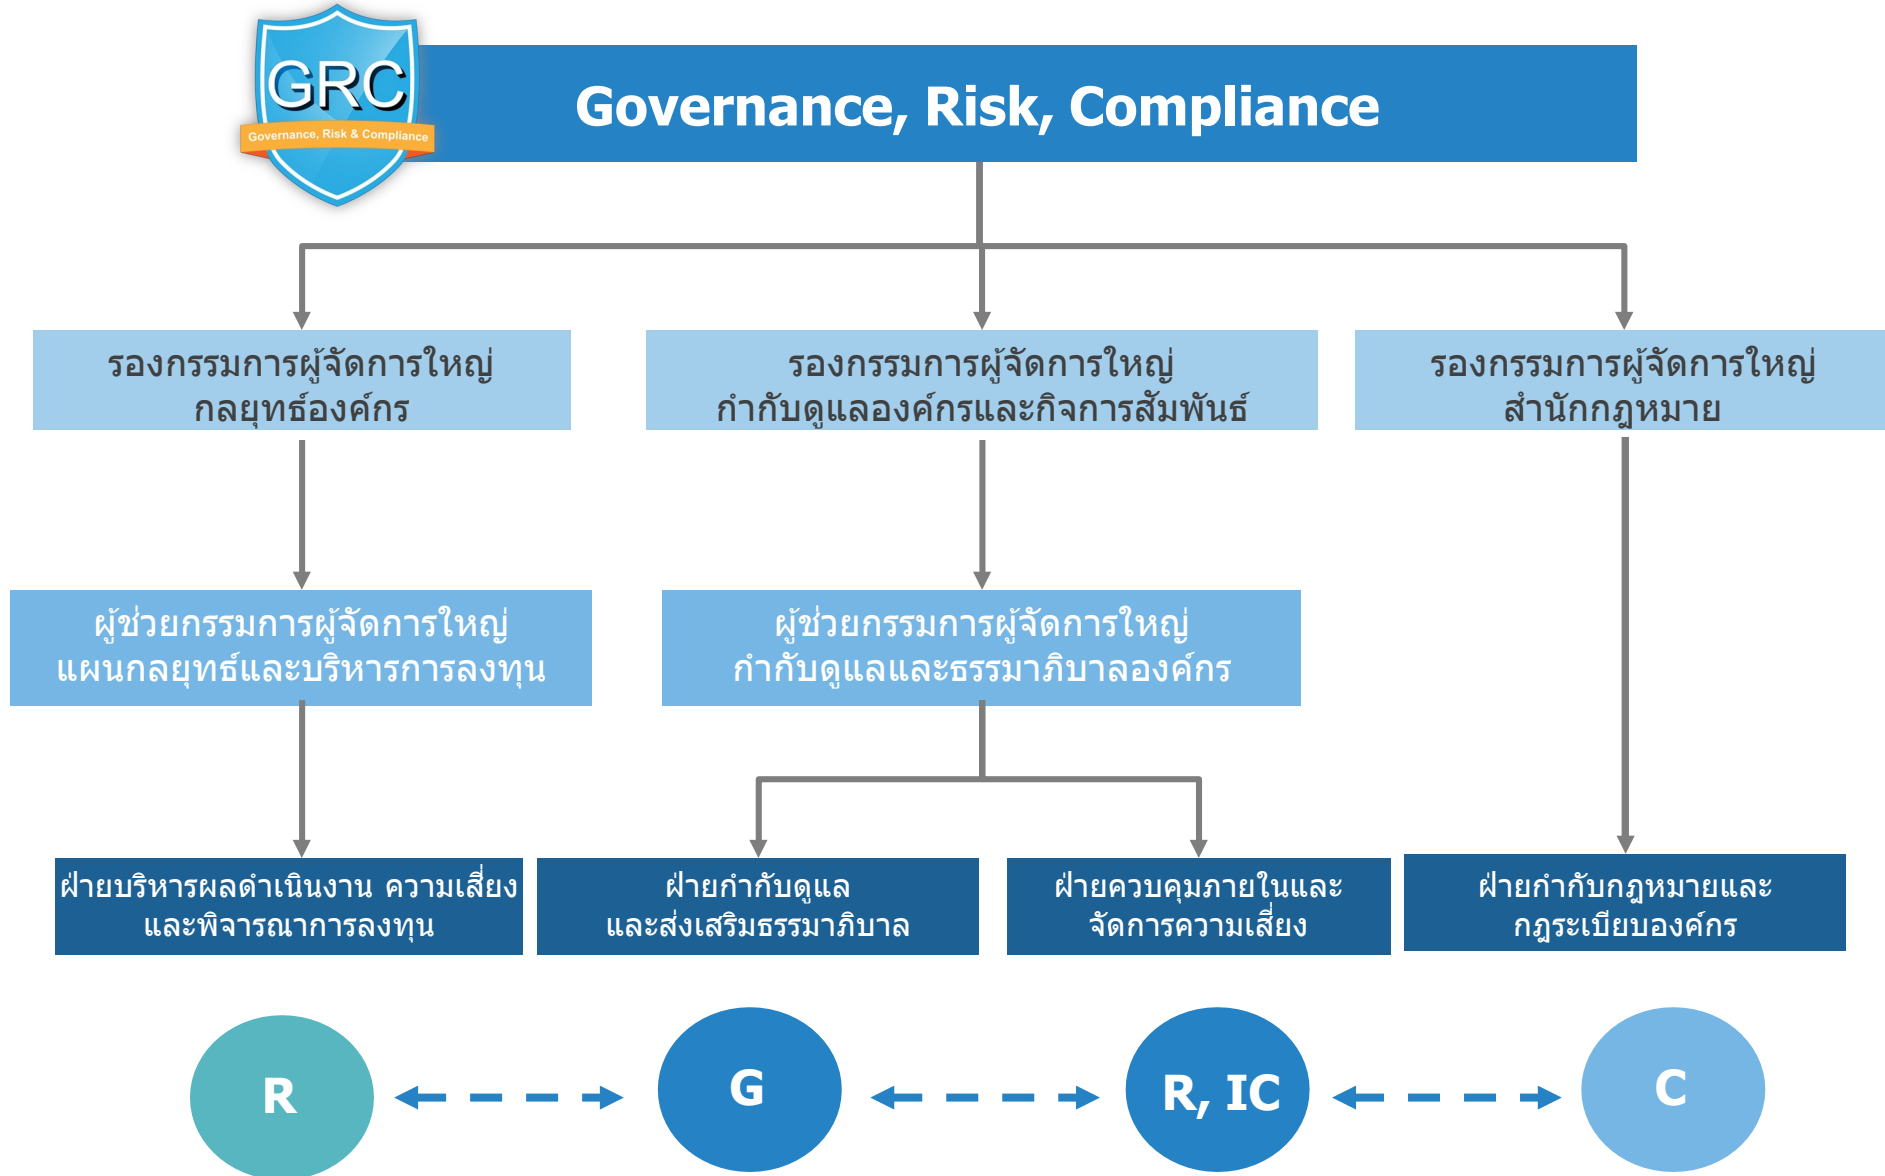 GRC
Governance, Risk & Compliance
Governance, Risk, Compliance
รองกรรมการผู้จัดการใหญ่
กลยุทธ์องค์กร
รองกรรมการผู้จัดการใหญ่
กำกับดูแลองค์กรและกิจการสัมพันธ์
รองกรรมการผู้จัดการใหญ่
สำนักกฎหมาย
ผู้ช่วยกรรมการผู้จัดการใหญ่
แผนกลยุทธ์และบริหารการลงทุน
ผู้ช่วยกรรมการผู้จัดการใหญ่
กำกับดูแลและธรรมาภิบาลองค์กร
ฝ่ายบริหารผลดำเนินงาน ความเสี่ยง
และพิจารณาการลงทุน
ฝ่ายกำกับดูแล
และส่งเสริมธรรมาภิบาล
ฝ่ายควบคุมภายในและ
จัดการความเสี่ยง
ฝ่ายกำกับกฎหมายและ
กฎระเบียบองค์กร
R
G
R, IC
C